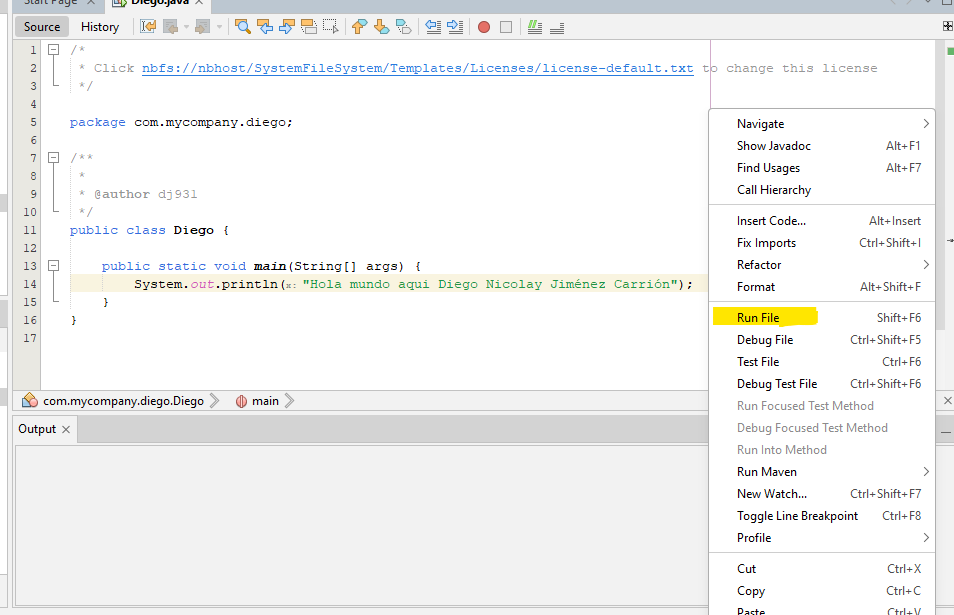 Start Page
Diego.java
Source History
1 /*
2 * Click nbfs://nbhost/SystemFileSystem/Templates/Licenses/license-default.txt to change this license
3 */
4
5 package com.mycompany.diego;
6
7 /**
8 *
9 * @author dj931
10 */
11 public class Diego {
12
13 public static void main(String[] args) {
14 System.out.println(x: "Hola mundo aqui Diego Nicolay Jiménez Carrión");
15 }
16 }
17
com.mycompany.diego.Diego main
Output
Navigate
Show Javadoc Alt+F1
Find Usages Alt+F7
Call Hierarchy
Insert Code... Alt+Insert
Fix Imports Ctrl+Shift+I
Refactor
Format Alt+Shift+F
Run File Shift+F6
Debug File Ctrl+Shift+F5
Test File Ctrl+F6
Debug Test File Ctrl+Shift+F6
Run Focused Test Method
Debug Focused Test Method
Run Into Method
Run Maven
New Watch... Ctrl+Shift+F7
Toggle Line Breakpoint Ctrl+F8
Profile
Cut Ctrl+X
Copy Ctrl+C
Paste Ctrl+V